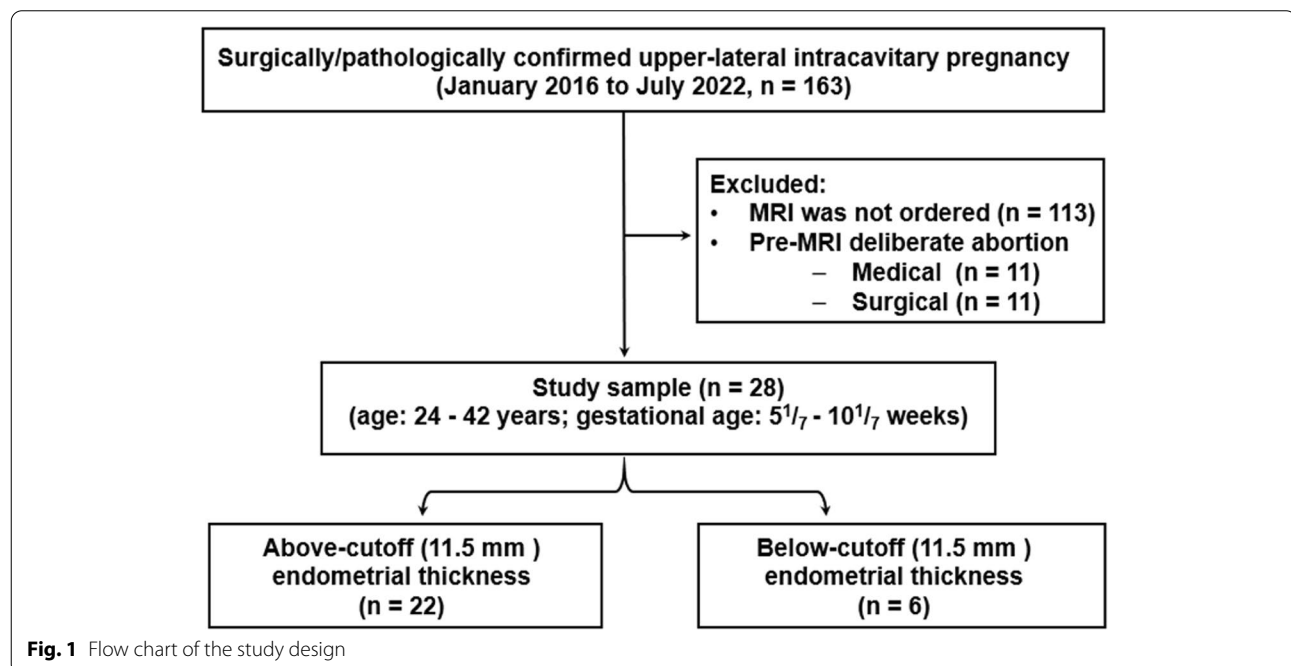 Surgically/pathologically confirmed upper-lateral intracavitary pregnancy
(January 2016 to July 2022, n = 163)
Excluded:
• MRI was not ordered (n = 113)
• Pre-MRI deliberate abortion
– Medical (n = 11)
– Surgical (n = 11)
Study sample (n = 28)
(age: 24 - 42 years; gestational age: 5¹/₇ - 10¹/₇ weeks)
Above-cutoff (11.5 mm )
endometrial thickness
(n = 22)
Below-cutoff (11.5 mm )
endometrial thickness
(n = 6)
Fig. 1 Flow chart of the study design